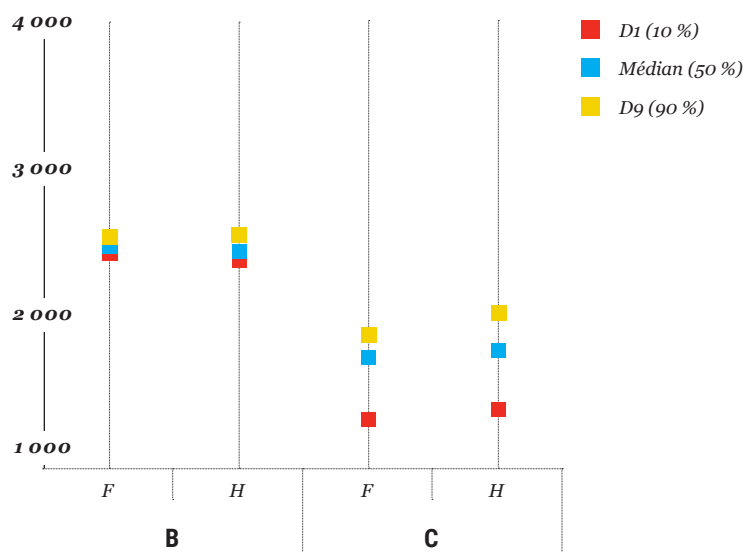 4 000
3 000
2 000
1 000
D1 (10 %)
Médian (50 %)
D9 (90 %)
F
H
F
H
B
C